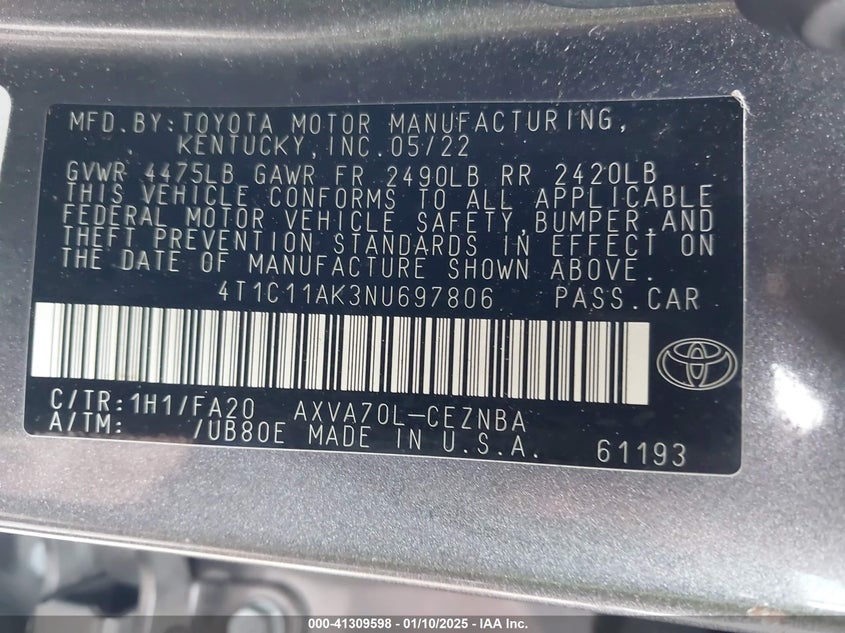 MFD. BY: TOYOTA MOTOR MANUFACTURING,
KENTUCKY, INC. 05/22
GVWR 4475LB GAWR FR 2490LB RR 2420LB
THIS VEHICLE CONFORMS TO ALL APPLICABLE
FEDERAL MOTOR VEHICLE SAFETY, BUMPER, AND
THEFT PREVENTION STANDARDS IN EFFECT ON
THE DATE OF MANUFACTURE SHOWN ABOVE.
4T1C11AK3NU697806 PASS. CAR
C/TR: 1H1/FA20 AXVA70L-CEZNBA
A/TM: /UB80E MADE IN U.S.A. 61193
000-41309598 - 01/10/2025 - IAA Inc.